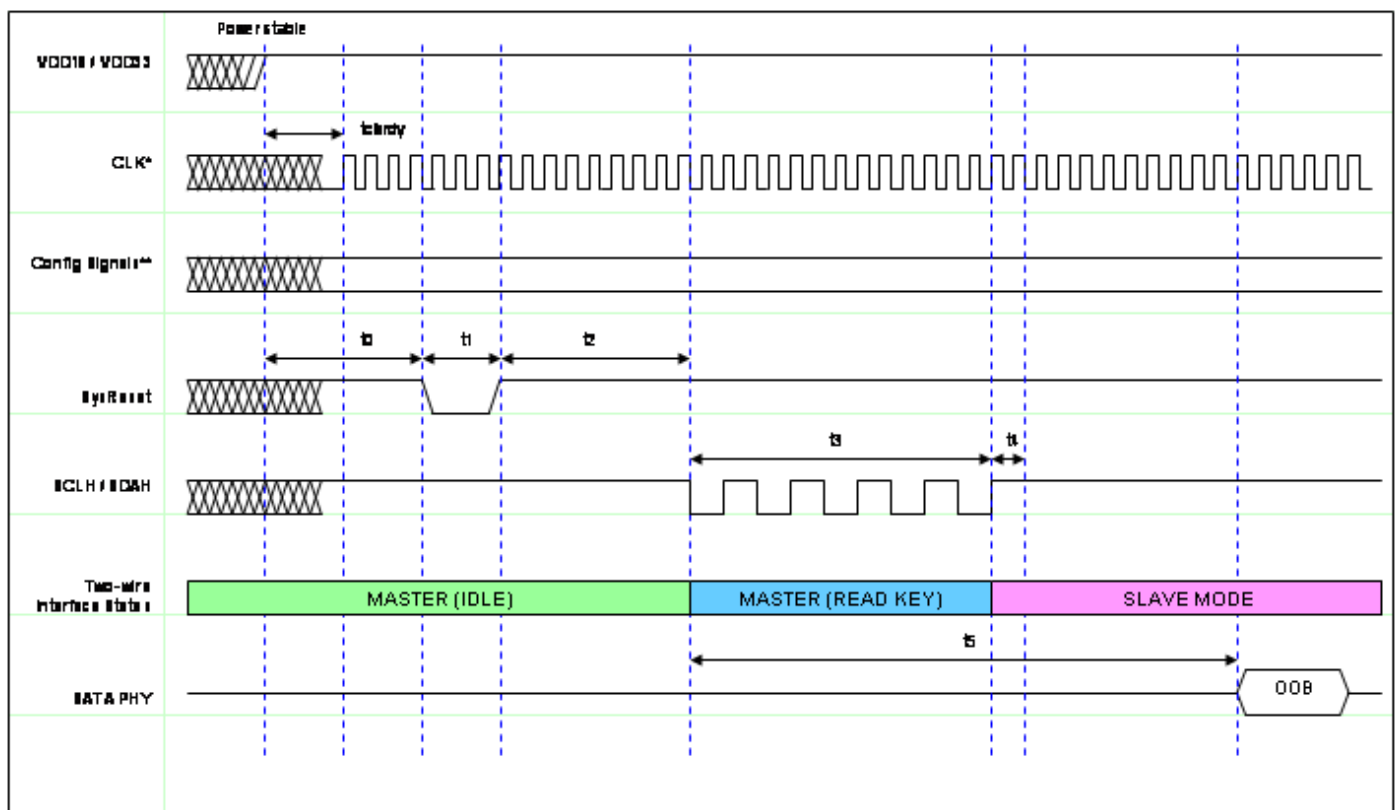 Power stable
VDD18 / VDD33
tclkrdy
CLK*
Config Signals**
t0
t1
t2
SysReset
t3
t4
SCLH / SDAH
Two-wire
Interface Status
MASTER (IDLE)
MASTER (READ KEY)
SLAVE MODE
t5
SATA PHY
OOB